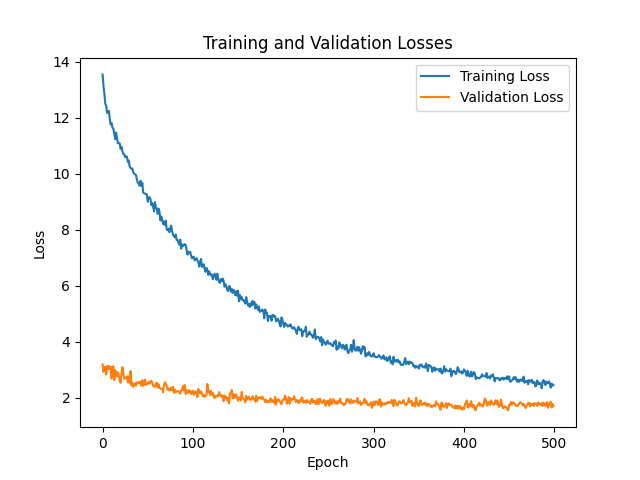 Training and Validation Losses
Training Loss
Validation Loss
Loss
14
12
10
8
6
4
2
0 100 200 300 400 500
Epoch